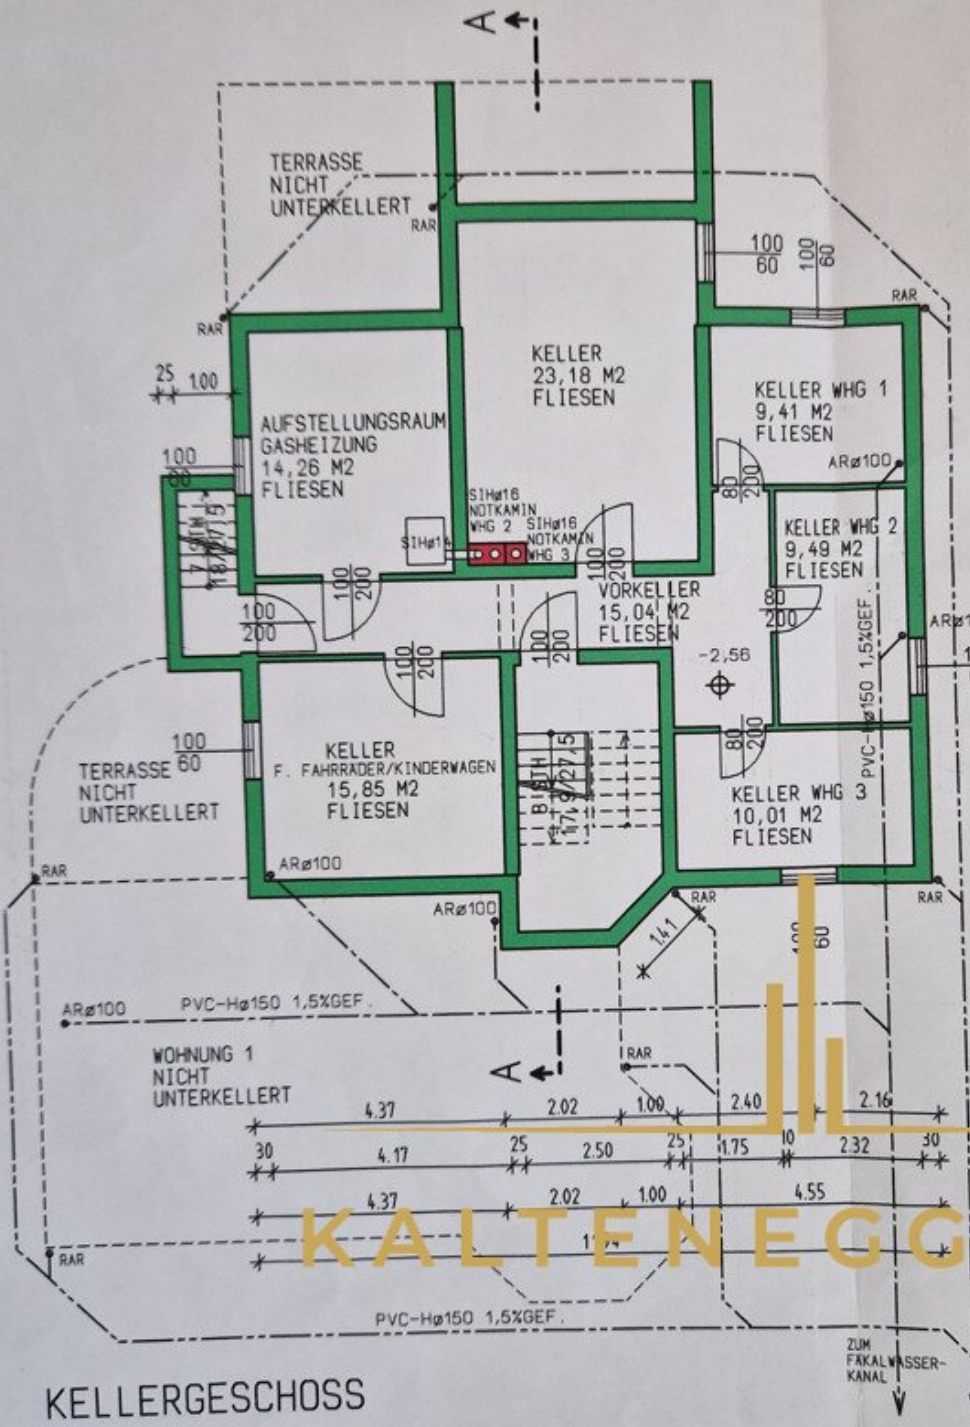 A
TERRASSE
NICHT
UNTERKELLERT
RAR
100
60
100
60
RAR
RAR
25
100
KELLER
23,18 M2
FLIESEN
KELLER WHG 1
9,41 M2
FLIESEN
AUFSTELLUNGSRAUM
GASHEIZUNG
14,26 M2
FLIESEN
100
60
ARø100
80
200
SIHø16
NOTKAMIN
WHG 2
SIHø16
NOTKAMIN
WHG 3
SIHø14
KELLER WHG 2
9,49 M2
FLIESEN
100
200
100
200
VORKELLER
15,04 M2
FLIESEN
80
200
100
200
100
200
100
200
-2,56
PVC-Hø150 1,5%GEF.
80
200
TERRASSE
NICHT
UNTERKELLERT
100
60
KELLER
F. FAHRRÄDER/KINDERWAGEN
15,85 M2
FLIESEN
17,9/27,5
KELLER WHG 3
10,01 M2
FLIESEN
RAR
ARø100
ARø100
RAR
RAR
1.41
60
ARø100
PVC-Hø150 1,5%GEF.
WOHNUNG 1
NICHT
UNTERKELLERT
A
RAR
4.37
2.02
1.00
2.40
2.16
30
4.17
25
2.50
25
1.75
10
2.32
30
4.37
2.02
1.00
4.55
KALTENEGG
RAR
PVC-Hø150 1,5%GEF.
ZUM
FÄKALWASSER-
KANAL
KELLERGESCHOSS